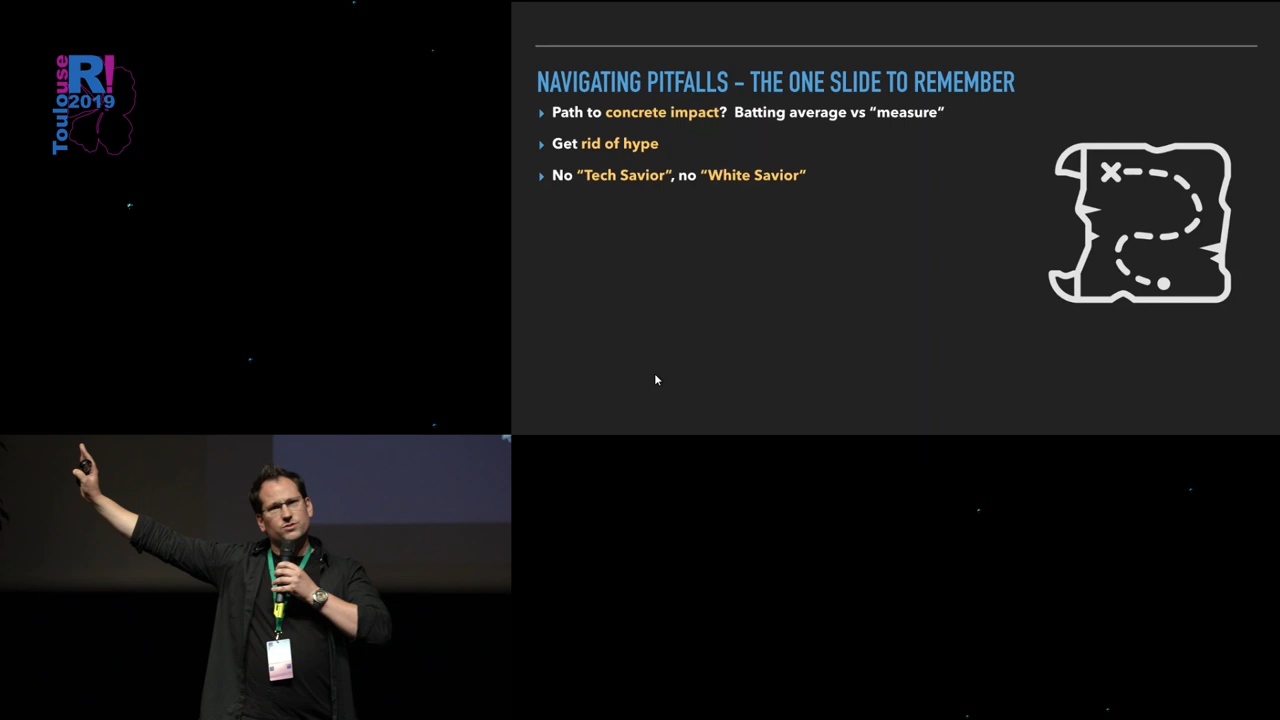 Toulouse
R!
2019
NAVIGATING PITFALLS – THE ONE SLIDE TO REMEMBER
Path to concrete impact? Batting average vs “measure”
Get rid of hype
No “Tech Savior”, no “White Savior”